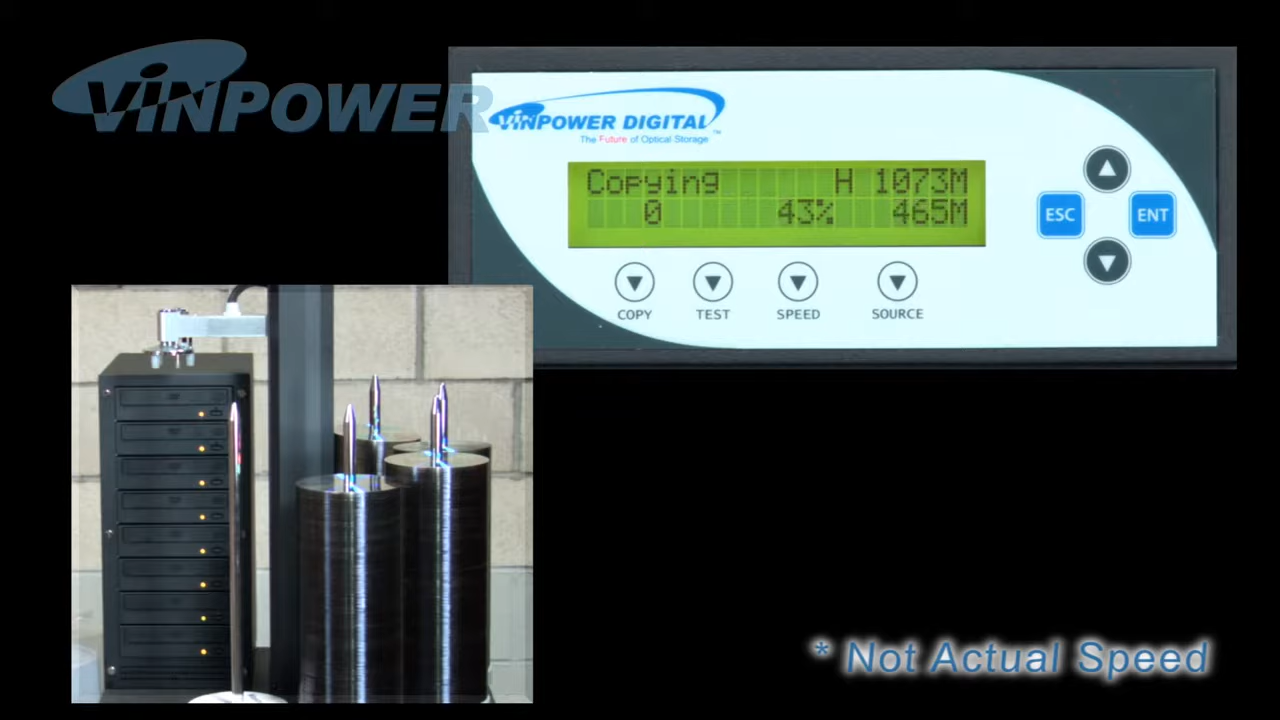 VINPOWER
VINPOWER DIGITAL™
The Future of Optical Storage
Copying H 1073M
0 43% 465M
ESC
ENT
COPY TEST SPEED SOURCE
* Not Actual Speed